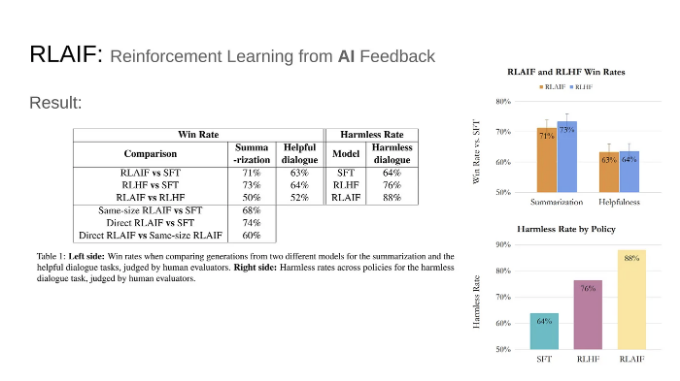 RLAIF: Reinforcement Learning from AI Feedback
Result:
Win Rate Harmless Rate
Comparison Summa-rization Helpful dialogue Model Harmless dialogue
RLAIF vs SFT 71% 63% SFT 64%
RLHF vs SFT 73% 64% RLHF 76%
RLAIF vs RLHF 50% 52% RLAIF 88%
Same-size RLAIF vs SFT 68%
Direct RLAIF vs SFT 74%
Direct RLAIF vs Same-size RLAIF 60%
Table 1: Left side: Win rates when comparing generations from two different models for the summarization and the
helpful dialogue tasks, judged by human evaluators. Right side: Harmless rates across policies for the harmless
dialogue task, judged by human evaluators.
RLAIF and RLHF Win Rates
RLAIF RLHF
Win Rate vs. SFT
80%
70%
60%
50%
71% 73% 63% 64%
Summarization Helpfulness
Harmless Rate by Policy
Harmless Rate
90%
80%
70%
60%
50%
64% 76% 88%
SFT RLHF RLAIF